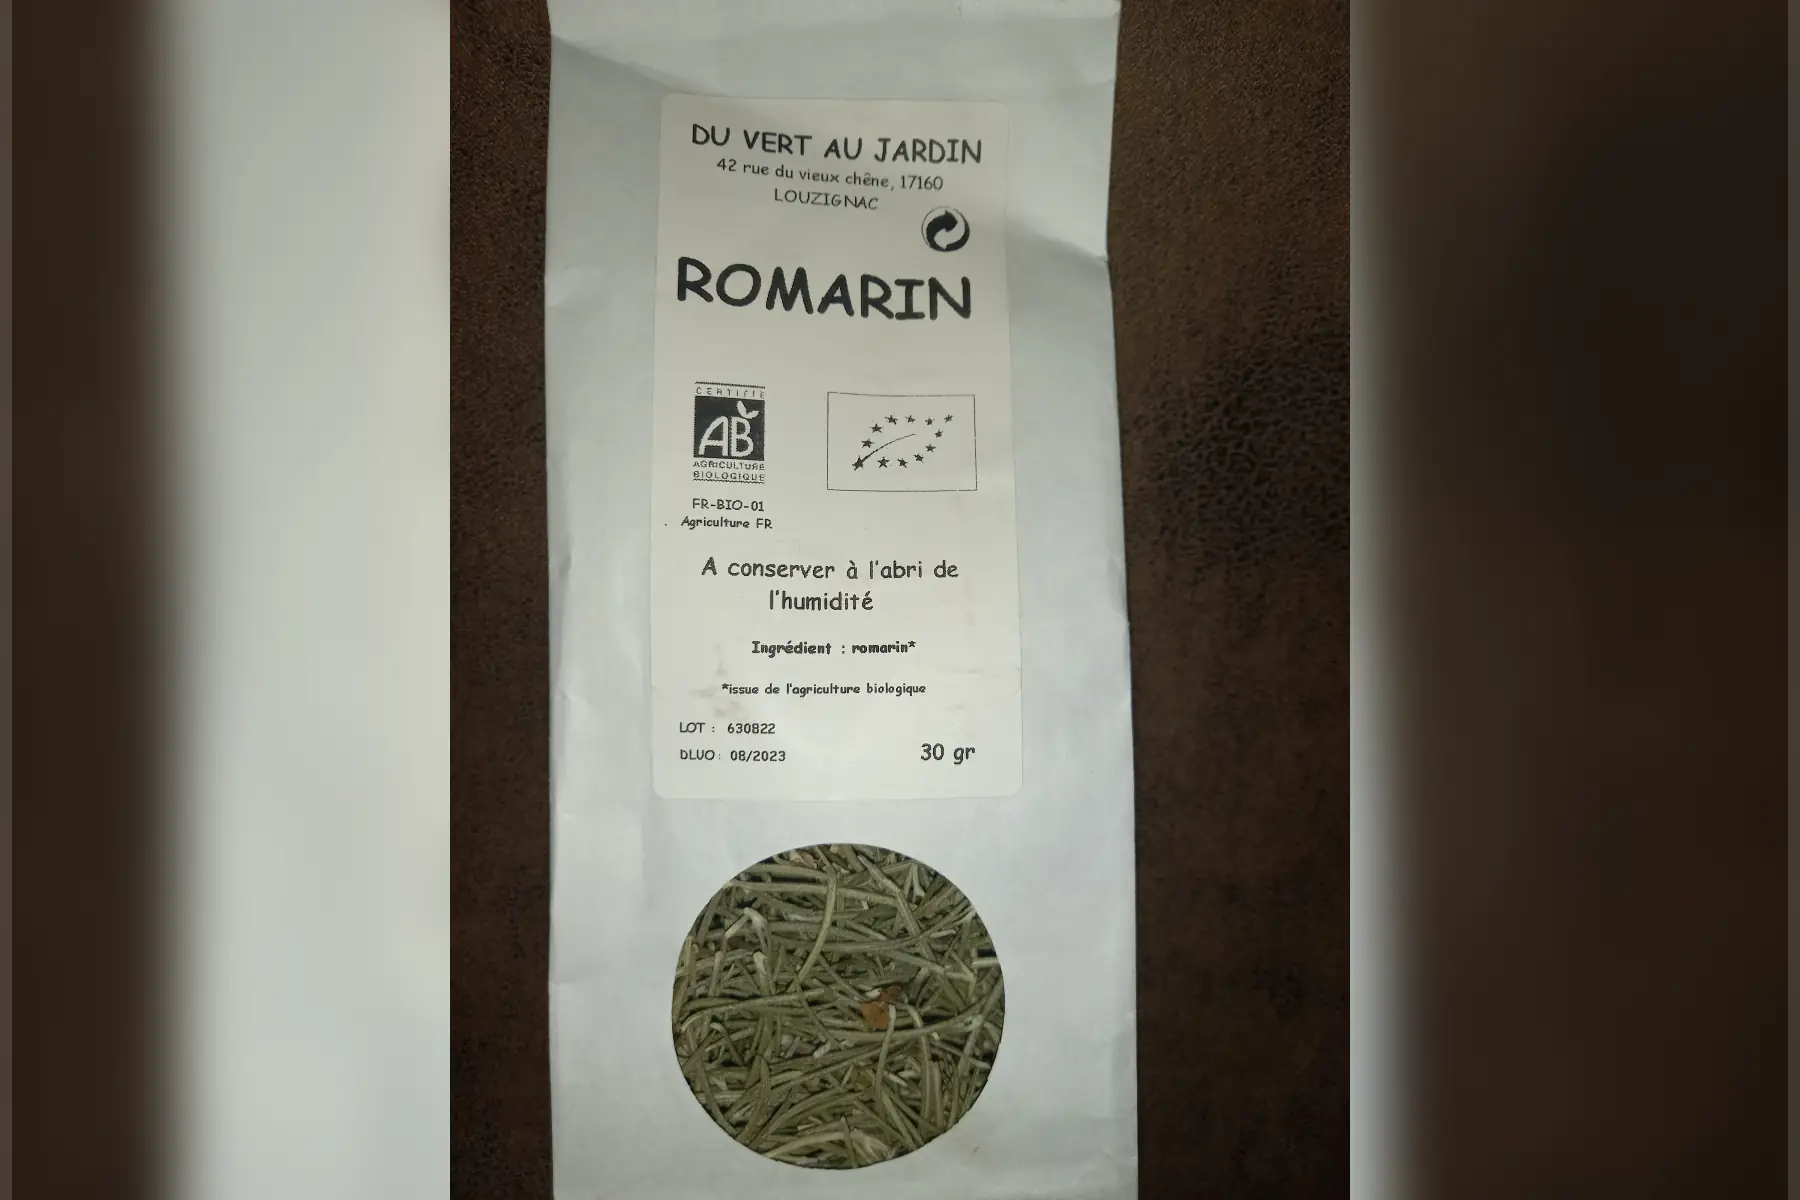 DU VERT AU JARDIN
42 rue du vieux chêne, 17160
LOUZIGNAC
ROMARIN
CERTIFIÉ
AB
AGRICULTURE
BIOLOGIQUE
FR-BIO-01
Agriculture FR
A conserver à l'abri de
l'humidité
Ingrédient : romarin*
*issue de l'agriculture biologique
LOT : 630822
DLUO : 08/2023
30 gr